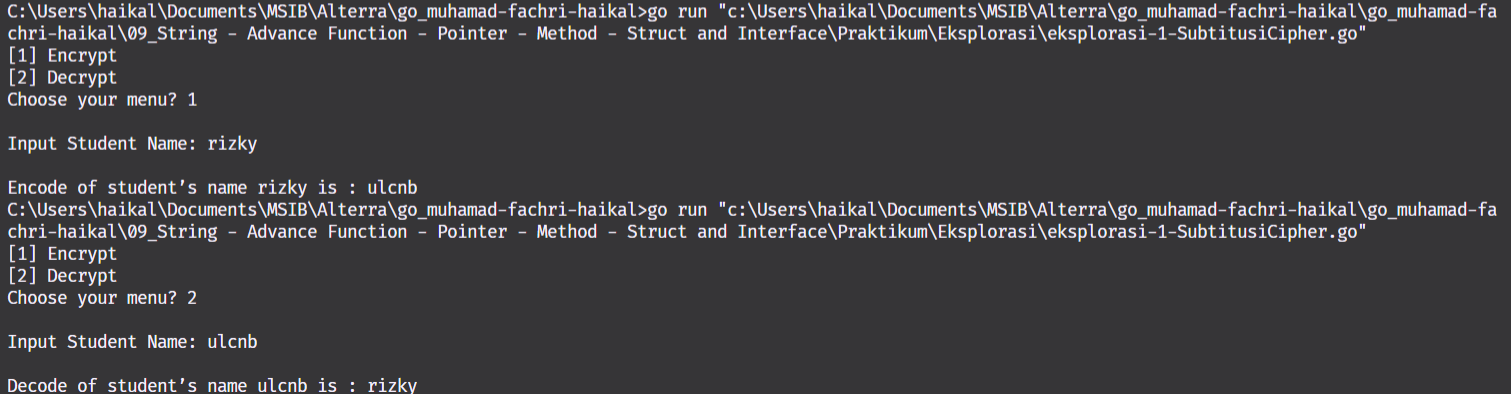 C:\Users\haikal\Documents\MSIB\Alterra\go_muhamad-fachri-haikal>go run "c:\Users\haikal\Documents\MSIB\Alterra\go_muhamad-fachri-haikal\go_muhamad-fa
chri-haikal\09_String - Advance Function - Pointer - Method - Struct and Interface\Praktikum\Eksplorasi\eksplorasi-1-SubtitusiCipher.go"
[1] Encrypt
[2] Decrypt
Choose your menu? 1
Input Student Name: rizky
Encode of student’s name rizky is : ulcnb
C:\Users\haikal\Documents\MSIB\Alterra\go_muhamad-fachri-haikal>go run "c:\Users\haikal\Documents\MSIB\Alterra\go_muhamad-fachri-haikal\go_muhamad-fa
chri-haikal\09_String - Advance Function - Pointer - Method - Struct and Interface\Praktikum\Eksplorasi\eksplorasi-1-SubtitusiCipher.go"
[1] Encrypt
[2] Decrypt
Choose your menu? 2
Input Student Name: ulcnb
Decode of student’s name ulcnb is : rizky